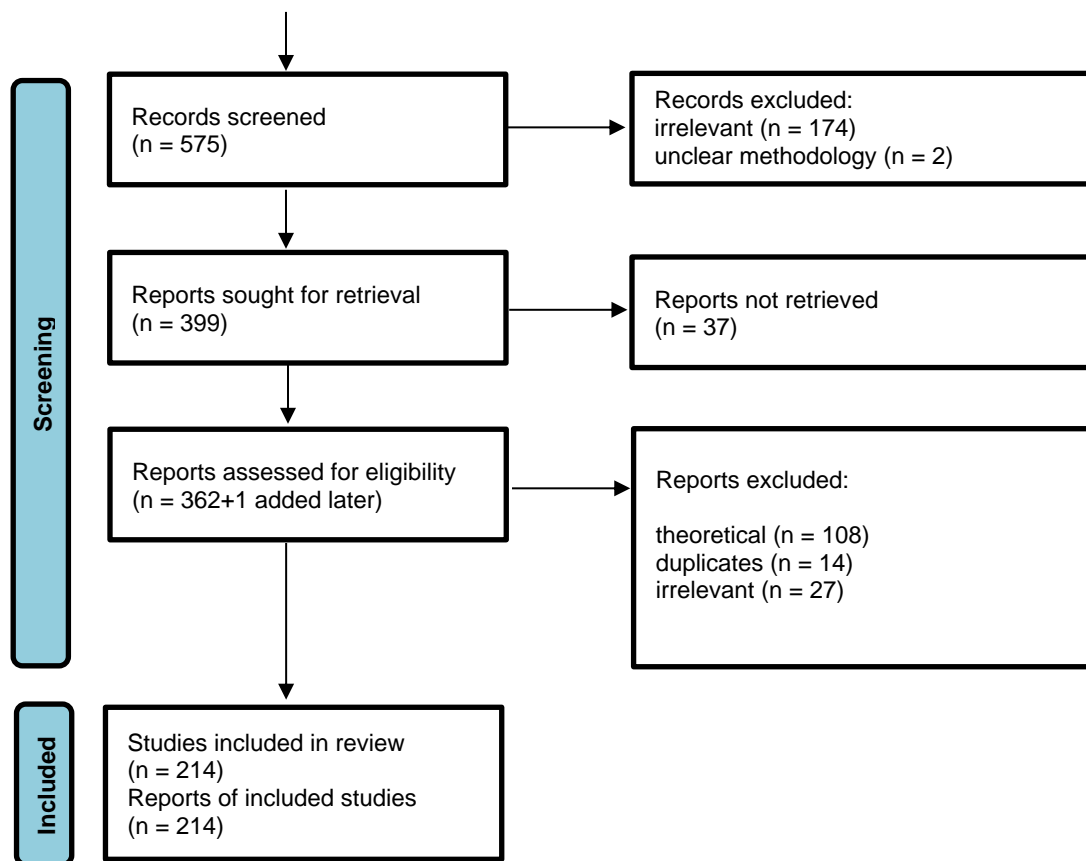 Screening
Records screened
(n = 575)
Records excluded:
irrelevant (n = 174)
unclear methodology (n = 2)
Reports sought for retrieval
(n = 399)
Reports not retrieved
(n = 37)
Reports assessed for eligibility
(n = 362+1 added later)
Reports excluded:
theoretical (n = 108)
duplicates (n = 14)
irrelevant (n = 27)
Included
Studies included in review
(n = 214)
Reports of included studies
(n = 214)